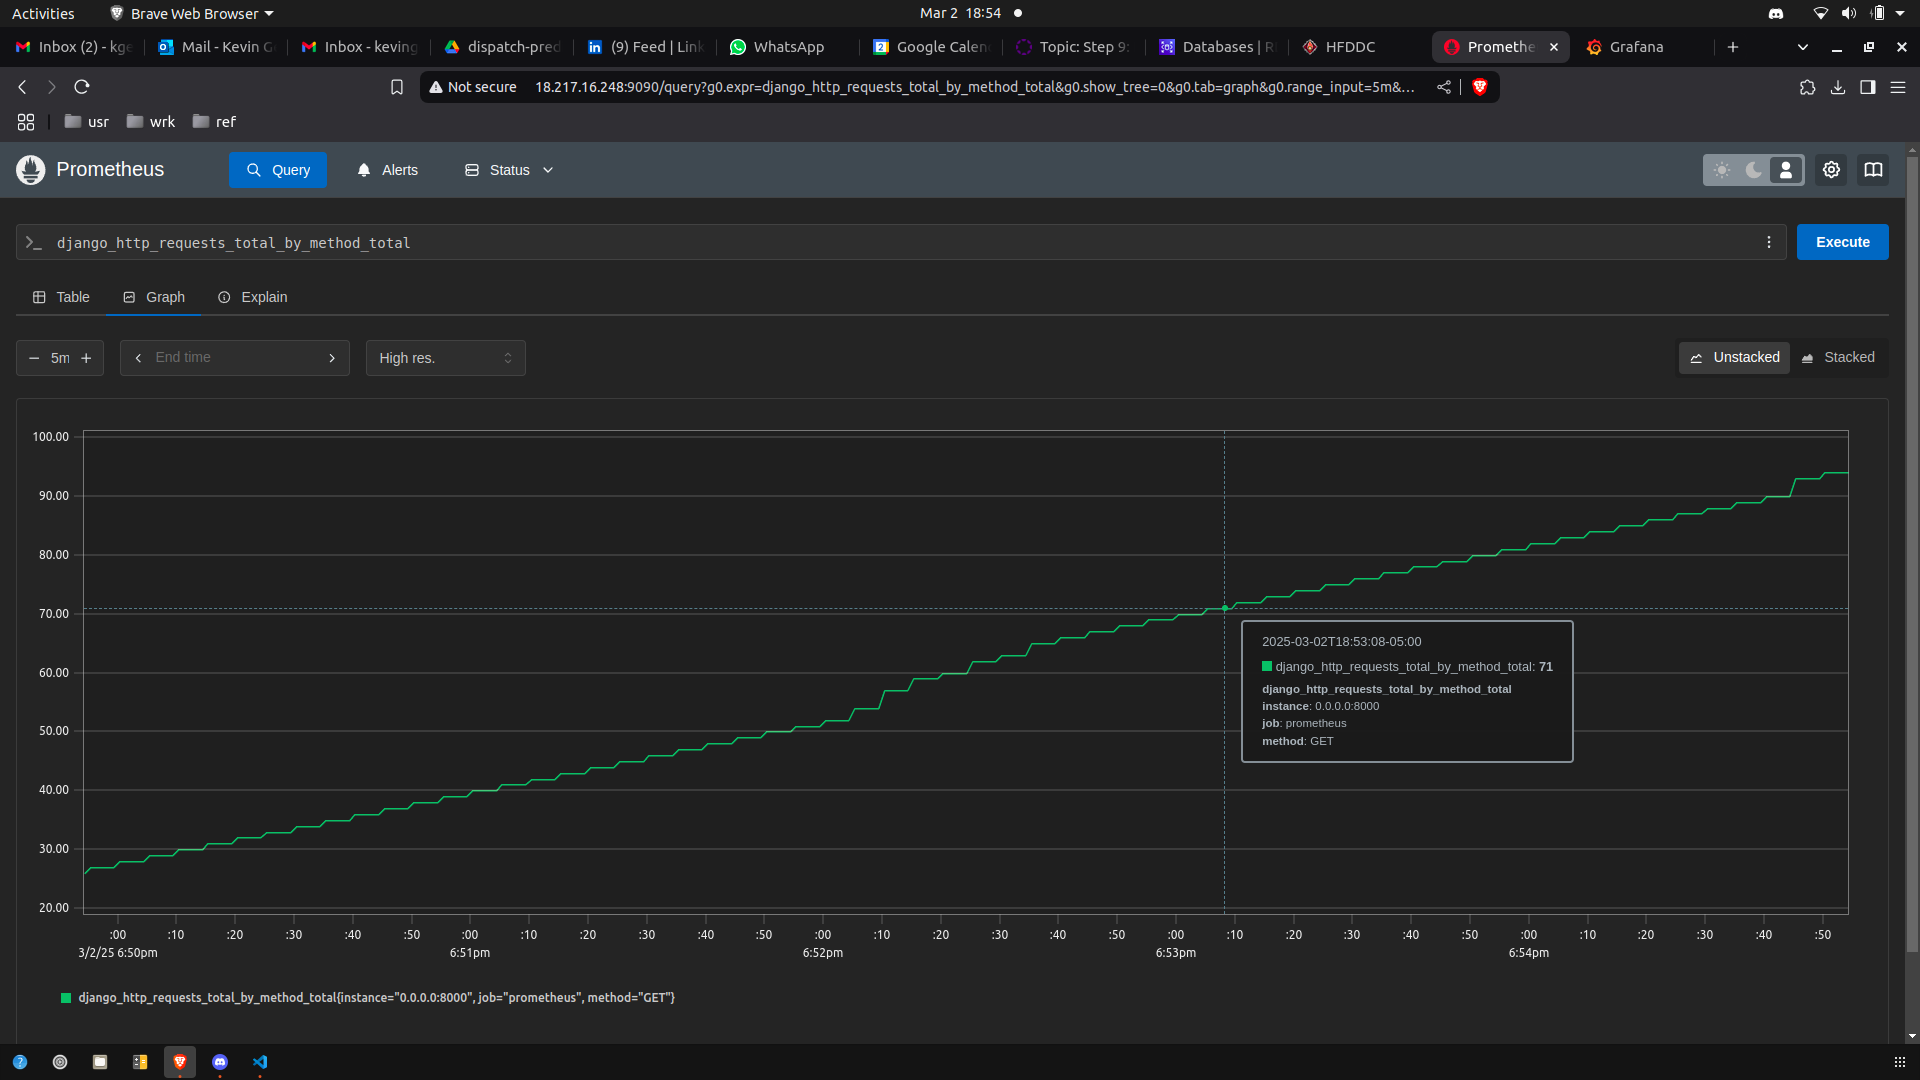 Activities Brave Web Browser Mar 2 18:54
Inbox (2) - kge Mail - Kevin G Inbox - keving dispatch-pred (9) Feed | Link WhatsApp Google Calen Topic: Step 9: Databases | R HFDDC Promethe Grafana
Not secure 18.217.16.248:9090/query?g0.expr=django_http_requests_total_by_method_total&g0.show_tree=0&g0.tab=graph&g0.range_input=5m&...
usr wrk ref
Prometheus Query Alerts Status
>_ django_http_requests_total_by_method_total Execute
Table Graph Explain
5m End time High res. Unstacked Stacked
100.00
90.00
80.00
70.00
60.00
50.00
40.00
30.00
20.00
2025-03-02T18:53:08-05:00
django_http_requests_total_by_method_total: 71
django_http_requests_total_by_method_total
instance: 0.0.0.0:8000
job: prometheus
method: GET
:00 :10 :20 :30 :40 :50 :00 :10 :20 :30 :40 :50 :00 :10 :20 :30 :40 :50 :00 :10 :20 :30 :40 :50 :00 :10 :20 :30 :40 :50
3/2/25 6:50pm 6:51pm 6:52pm 6:53pm 6:54pm
django_http_requests_total_by_method_total{instance="0.0.0.0:8000", job="prometheus", method="GET"}